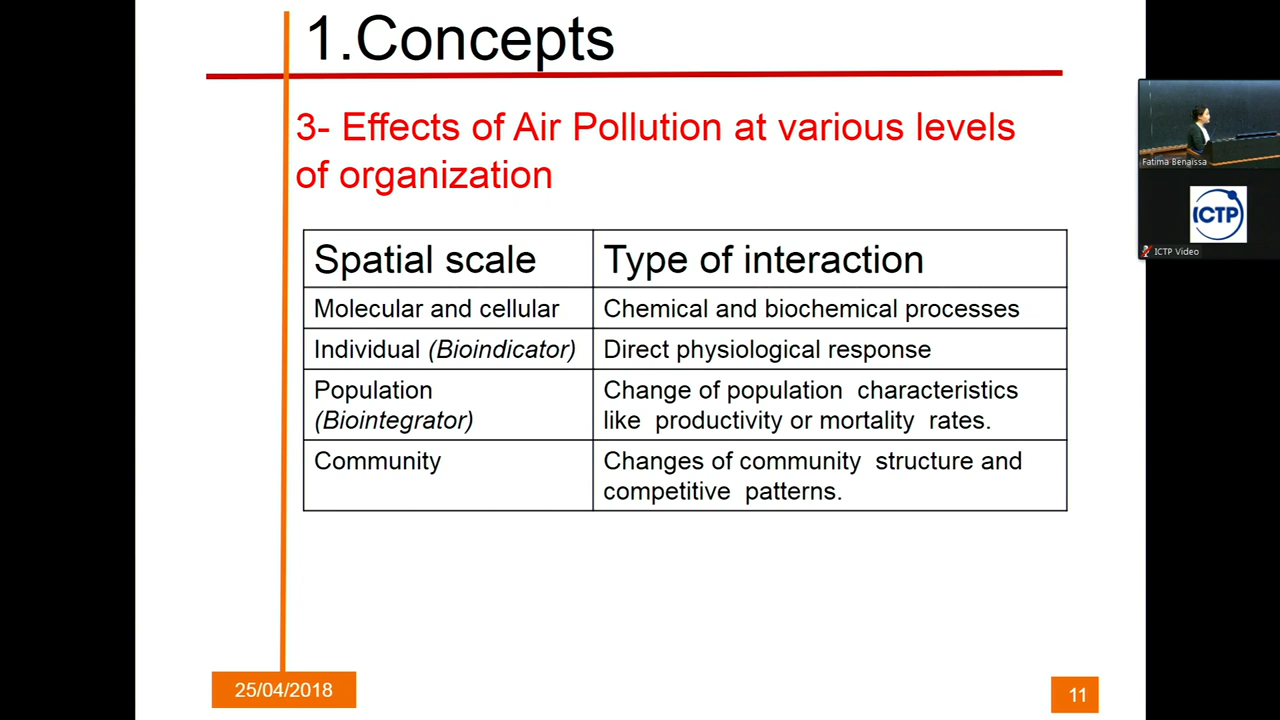 1.Concepts
3- Effects of Air Pollution at various levels
of organization
Spatial scale
Type of interaction
Molecular and cellular
Chemical and biochemical processes
Individual (Bioindicator)
Direct physiological response
Population
(Biointegrator)
Change of population characteristics
like productivity or mortality rates.
Community
Changes of community structure and
competitive patterns.
25/04/2018
11
Fatima Benaissa
ICTP
ICTP Video